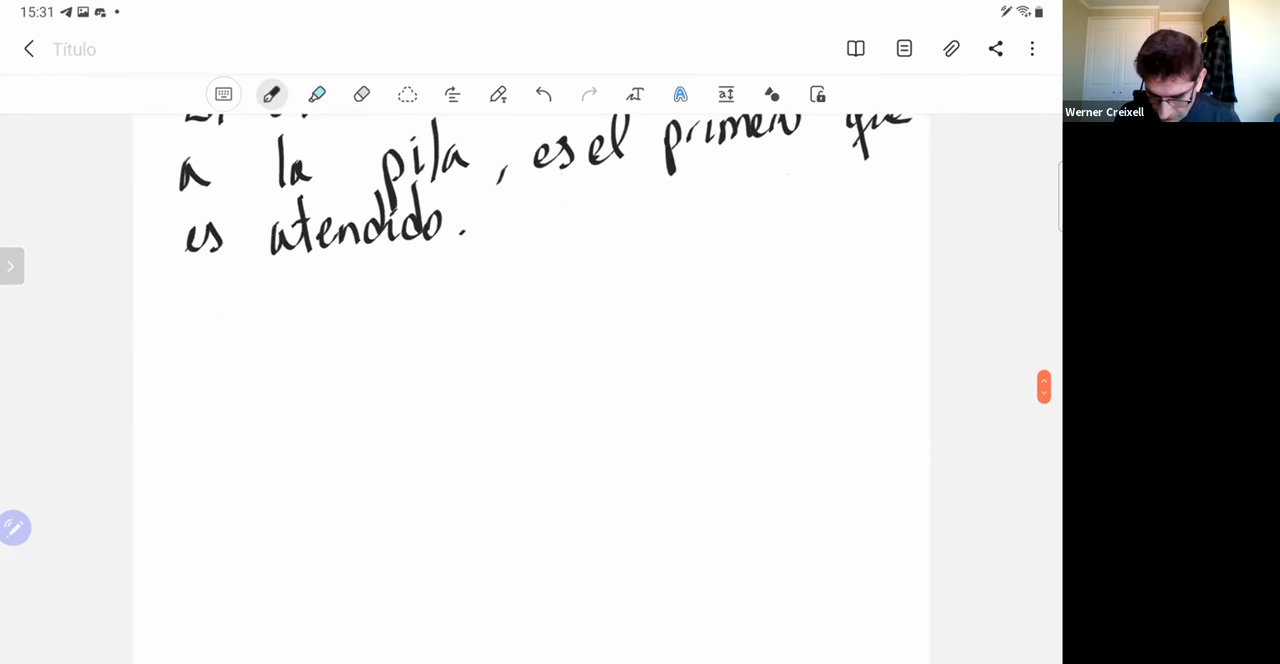 15:31
Título
Werner Creixell
a la pila, es el primero que
es atendido.